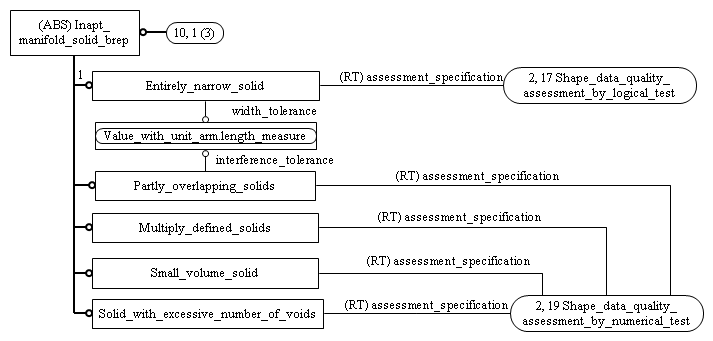 (ABS) Inapt_
manifold_solid_brep
10, 1 (3)
1
Entirely_narrow_solid
(RT) assessment_specification
2, 17 Shape_data_quality_
assessment_by_logical_test
width_tolerance
Value_with_unit_arm.length_measure
interference_tolerance
Partly_overlapping_solids
(RT) assessment_specification
Multiply_defined_solids
(RT) assessment_specification
Small_volume_solid
(RT) assessment_specification
Solid_with_excessive_number_of_voids
(RT) assessment_specification
2, 19 Shape_data_quality_
assessment_by_numerical_test